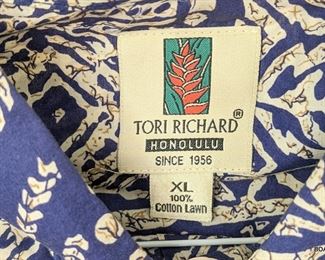 TORI RICHARD®
HONOLULU
SINCE 1956
XL
100%
Cotton Lawn